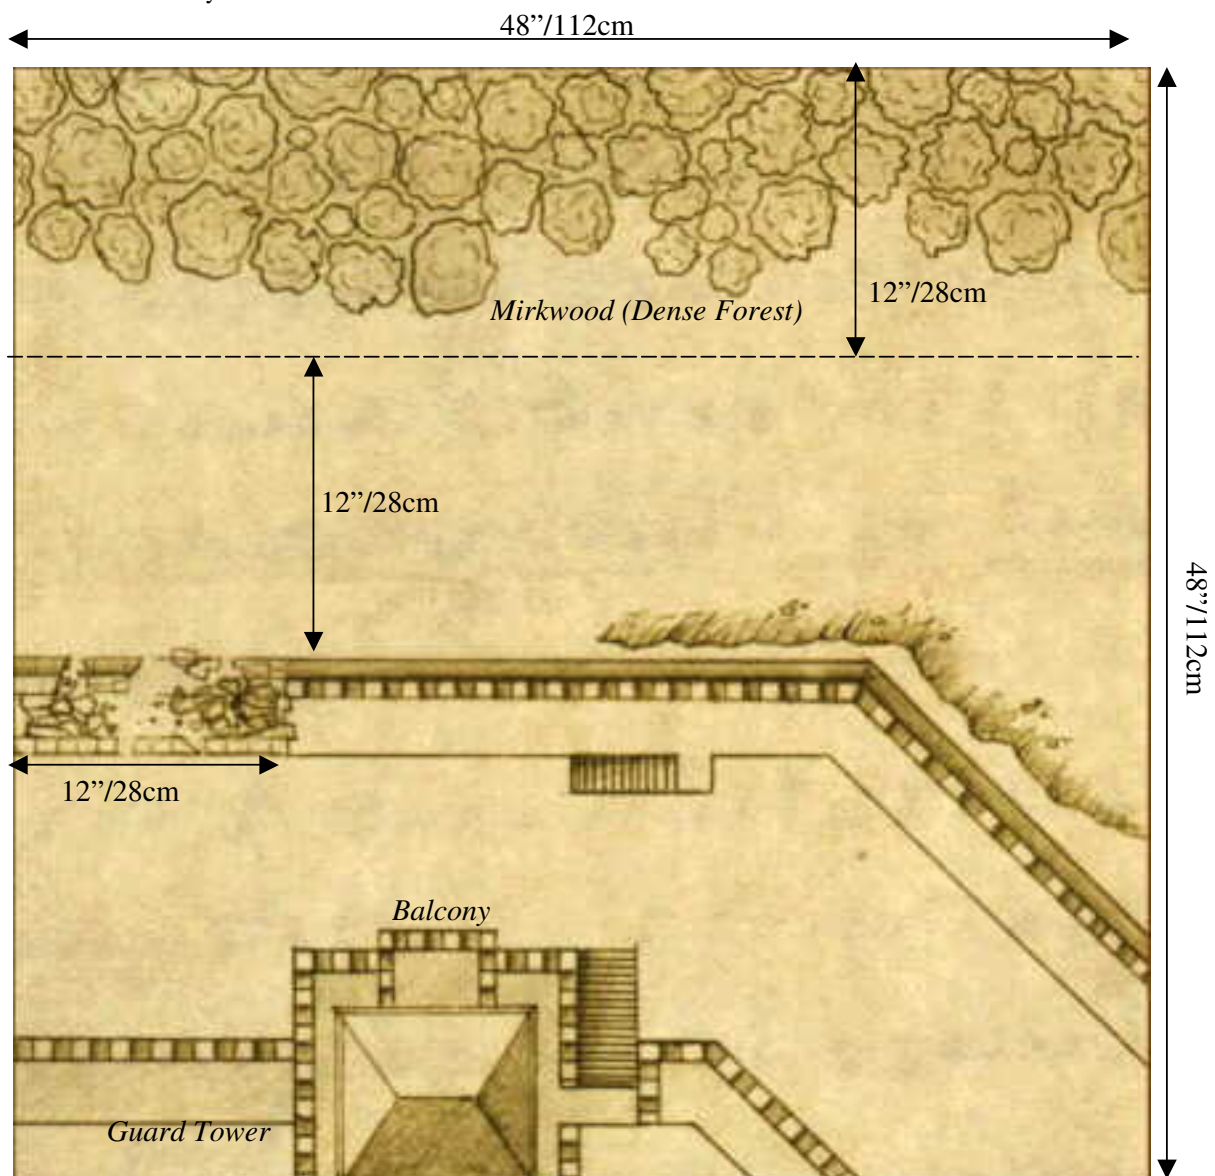 48”/112cm
12”/28cm
Mirkwood (Dense Forest)
12”/28cm
48”/112cm
12”/28cm
Balcony
Guard Tower